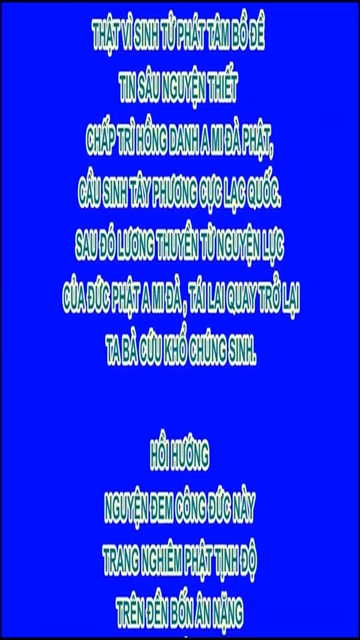 THẬT VÌ SINH TỬ PHÁT TÂM BỒ ĐỀ
TIN SÂU NGUYỆN THIẾT
CHẤP TRÌ HỒNG DANH A MI ĐÀ PHẬT,
CẦU SINH TÂY PHƯƠNG CỰC LẠC QUỐC.
SAU ĐÓ LƯƠNG THUYỀN TỪ NGUYỆN LỰC
CỦA ĐỨC PHẬT A MI ĐÀ , TÁI LAI QUAY TRỞ LẠI
TA BÀ CỨU KHỔ CHÚNG SINH.
HỒI HƯỚNG
NGUYỆN ĐEM CÔNG ĐỨC NÀY
TRANG NGHIÊM PHẬT TỊNH ĐỘ
TRÊN ĐỀN BỐN ÂN NẶNG